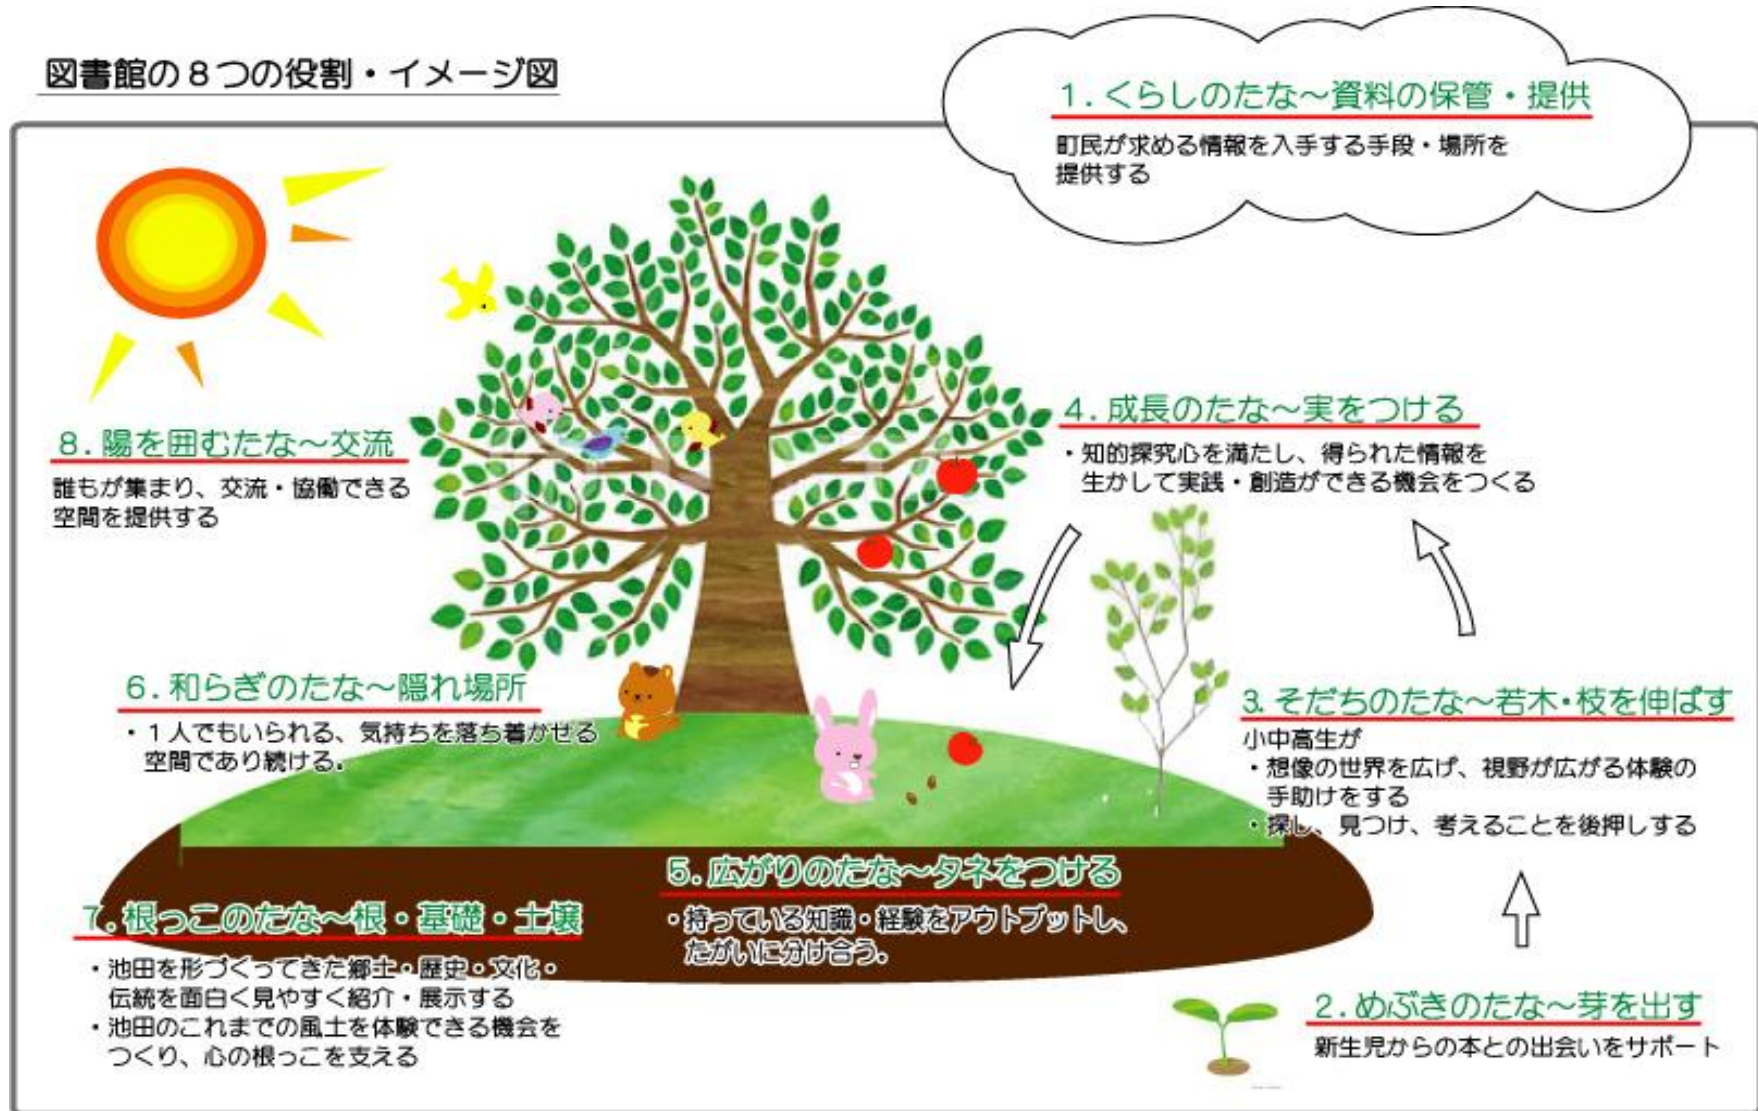 図書館の8つの役割・イメージ図
1.くらしのたな～資料の保管・提供
町民が求める情報を入手する手段・場所を
提供する
8.陽を囲むたな～交流
誰もが集まり、交流・協働できる
空間を提供する
4.成長のたな～実をつける
・知的探究心を満たし、得られた情報を
生かして実践・創造ができる機会をつくる
6.和らぎのたな～隠れ場所
・1人でもいられる、気持ちを落ち着かせる
空間であり続ける。
3.そだちのたな～若木・枝を伸ばす
小中高生が
・想像の世界を広げ、視野が広がる体験の
手助けをする
・探し、見つけ、考えることを後押しする
5.広がりのたな～タネをつける
・持っている知識・経験をアウトプットし、
たがいに分け合う。
7.根っこのたな～根・基礎・土壌
・池田を形づくってきた郷土・歴史・文化・
伝統を面白く見やすく紹介・展示する
・池田のこれまでの風土を体験できる機会を
つくり、心の根っこを支える
2.めぶきのたな～芽を出す
新生児からの本との出会いをサポート